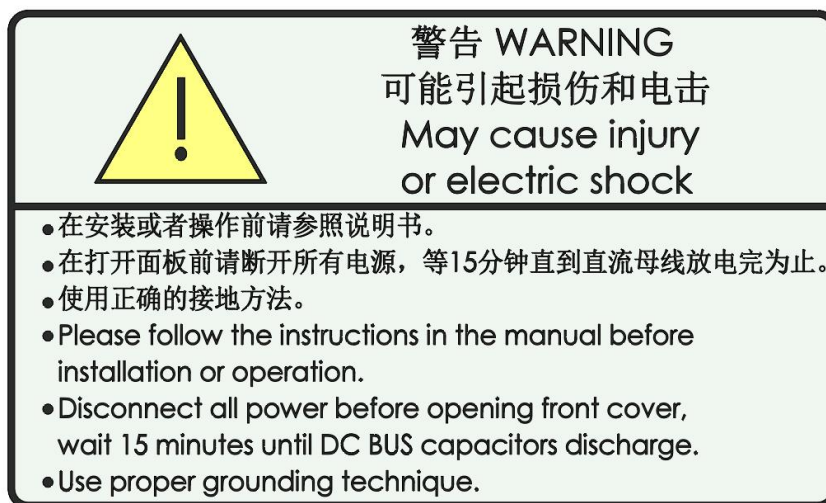 警告 WARNING
可能引起损伤和电击
May cause injury
or electric shock
•在安装或者操作前请参照说明书。
•在打开面板前请断开所有电源，等15分钟直到直流母线放电完为止。
•使用正确的接地方法。
•Please follow the instructions in the manual before
installation or operation.
•Disconnect all power before opening front cover,
wait 15 minutes until DC BUS capacitors discharge.
•Use proper grounding technique.